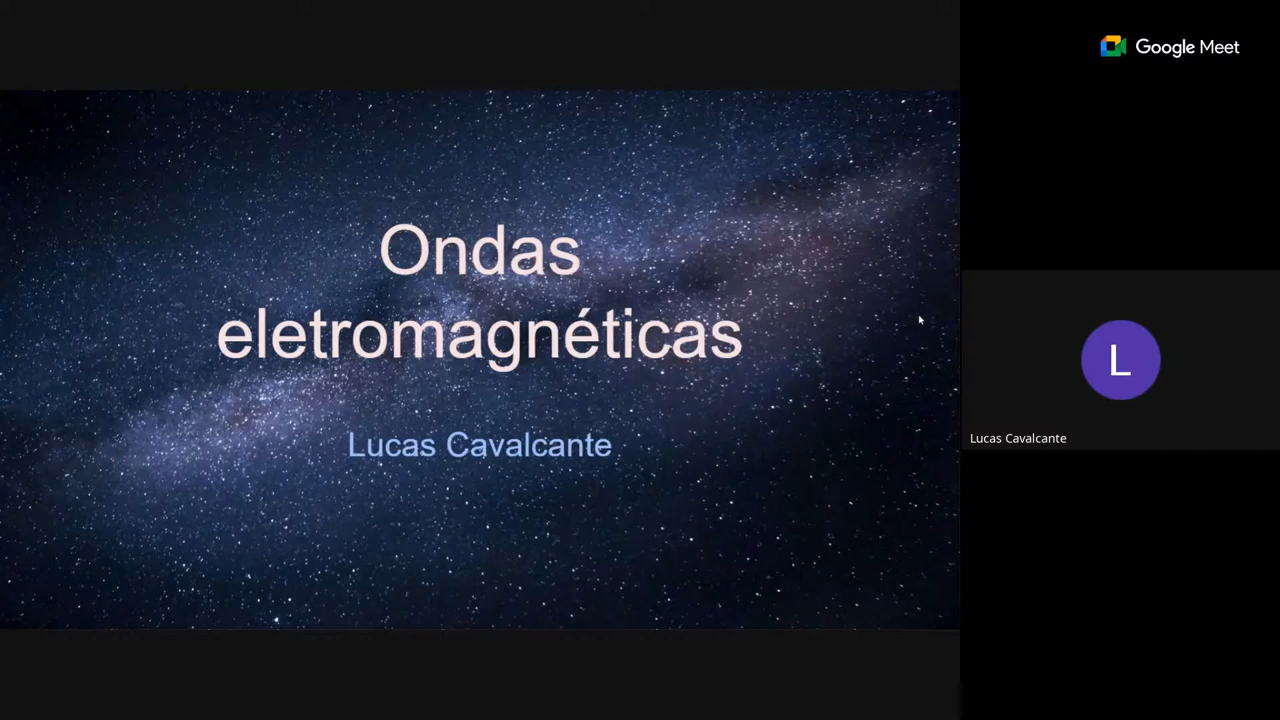 Google Meet
Ondas
eletromagnéticas
Lucas Cavalcante
L
Lucas Cavalcante